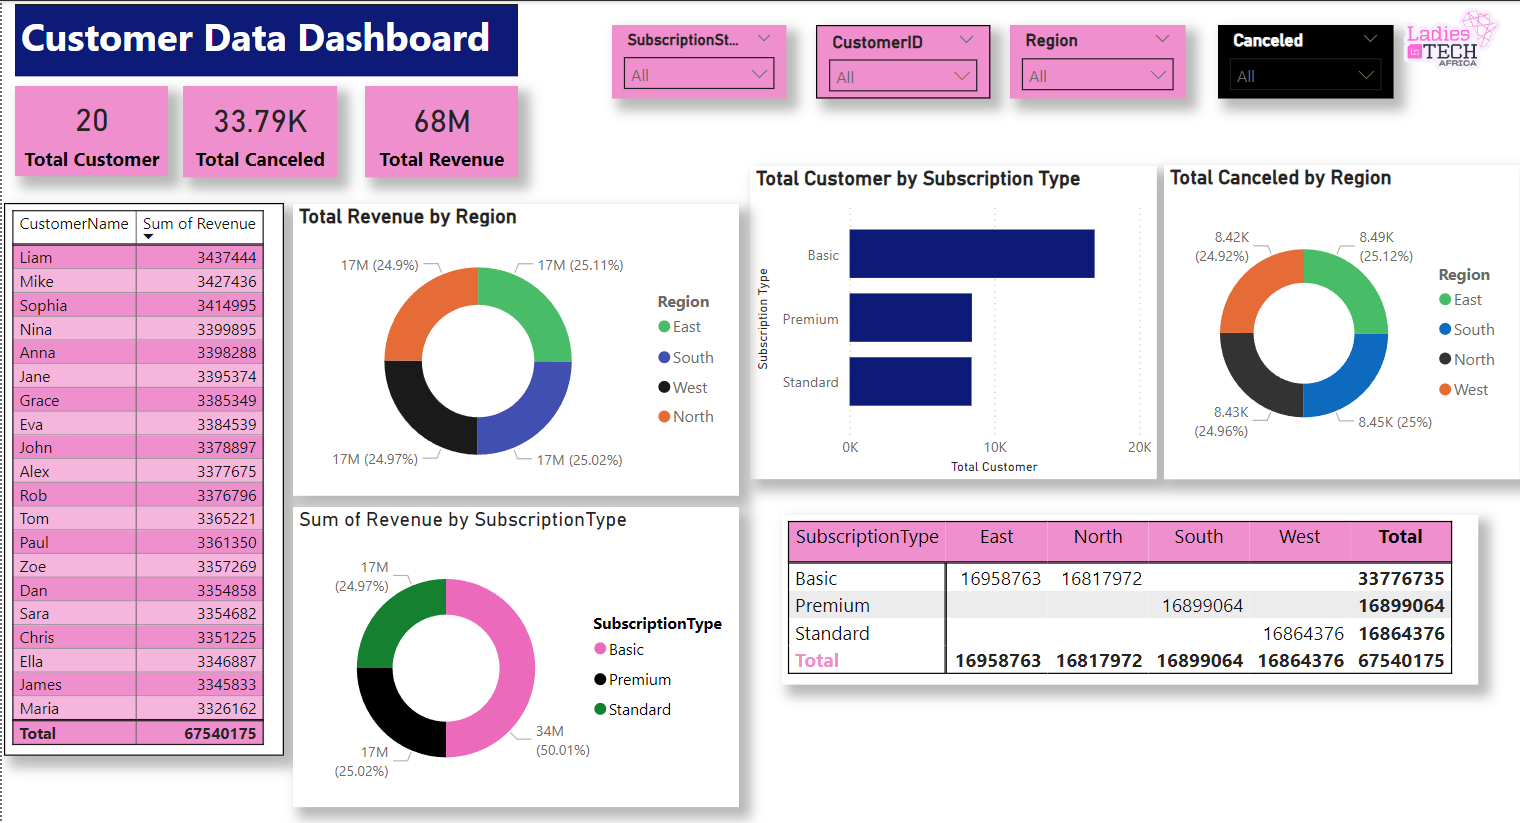 Customer Data Dashboard
SubscriptionSt...
All
CustomerID
All
Region
All
Canceled
All
Ladies
in TECH
AFRICA
20
Total Customer
33.79K
Total Canceled
68M
Total Revenue
CustomerName Sum of Revenue
Liam 3437444
Mike 3427436
Sophia 3414995
Nina 3399895
Anna 3398288
Jane 3395374
Grace 3385349
Eva 3384539
John 3378897
Alex 3377675
Rob 3376796
Tom 3365221
Paul 3361350
Zoe 3357269
Dan 3354858
Sara 3354682
Chris 3351225
Ella 3346887
James 3345833
Maria 3326162
Total 67540175
Total Revenue by Region
17M (24.9%)
17M (25.11%)
17M (24.97%)
17M (25.02%)
Region
East
South
West
North
Total Customer by Subscription Type
Subscription Type
Basic
Premium
Standard
0K 10K 20K
Total Customer
Total Canceled by Region
8.42K
(24.92%)
8.49K
(25.12%)
8.43K
(24.96%)
8.45K (25%)
Region
East
South
North
West
Sum of Revenue by SubscriptionType
17M
(24.97%)
17M
(25.02%)
34M
(50.01%)
SubscriptionType
Basic
Premium
Standard
SubscriptionType East North South West Total
Basic 16958763 16817972 33776735
Premium 16899064 16899064
Standard 16864376 16864376
Total 16958763 16817972 16899064 16864376 67540175